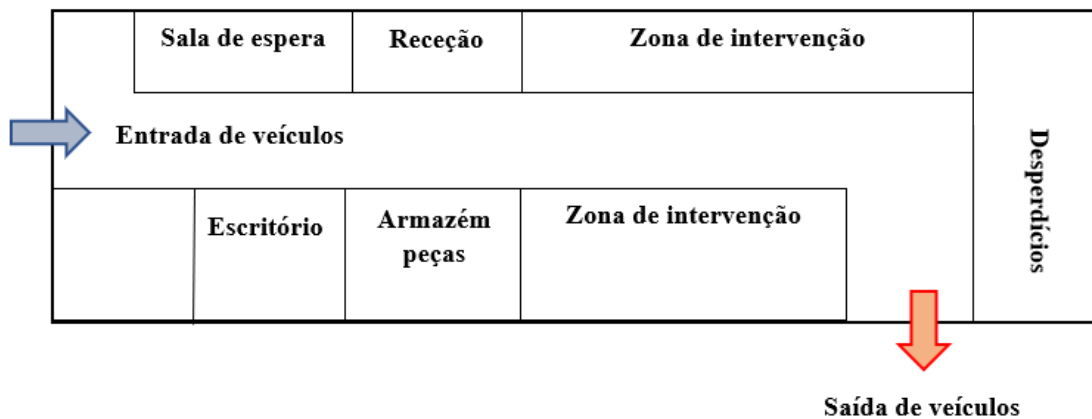 Sala de espera
Receção
Zona de intervenção
Entrada de veículos
Desperdícios
Escritório
Armazém
peças
Zona de intervenção
Saída de veículos